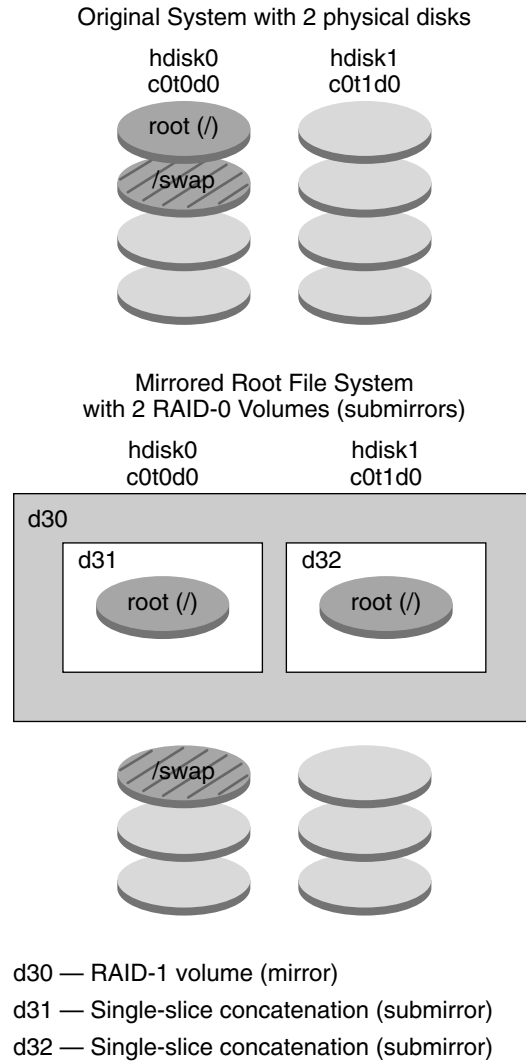 Original System with 2 physical disks
hdisk0
c0t0d0
hdisk1
c0t1d0
root (/)
/swap
Mirrored Root File System
with 2 RAID-0 Volumes (submirrors)
hdisk0
c0t0d0
hdisk1
c0t1d0
d30
d31
root (/)
d32
root (/)
/swap
d30 — RAID-1 volume (mirror)
d31 — Single-slice concatenation (submirror)
d32 — Single-slice concatenation (submirror)